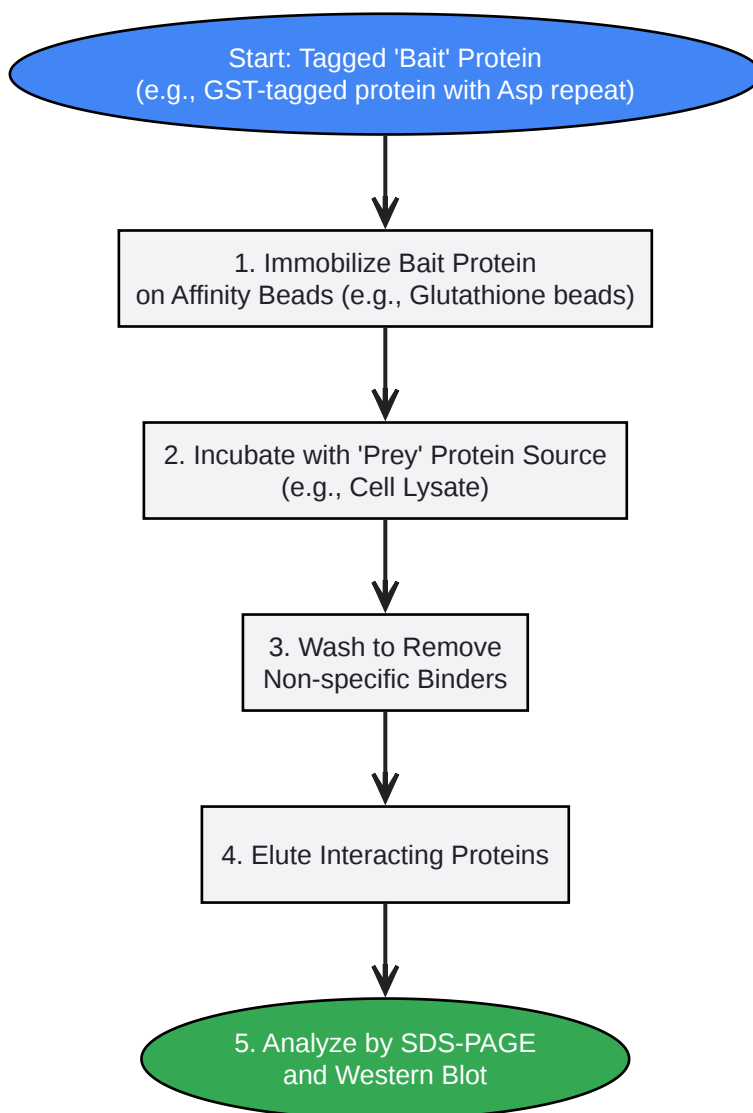 Start: Tagged 'Bait' Protein
(e.g., GST-tagged protein with Asp repeat)
1. Immobilize Bait Protein
on Affinity Beads (e.g., Glutathione beads)
2. Incubate with 'Prey' Protein Source
(e.g., Cell Lysate)
3. Wash to Remove
Non-specific Binders
4. Elute Interacting Proteins
5. Analyze by SDS-PAGE
and Western Blot